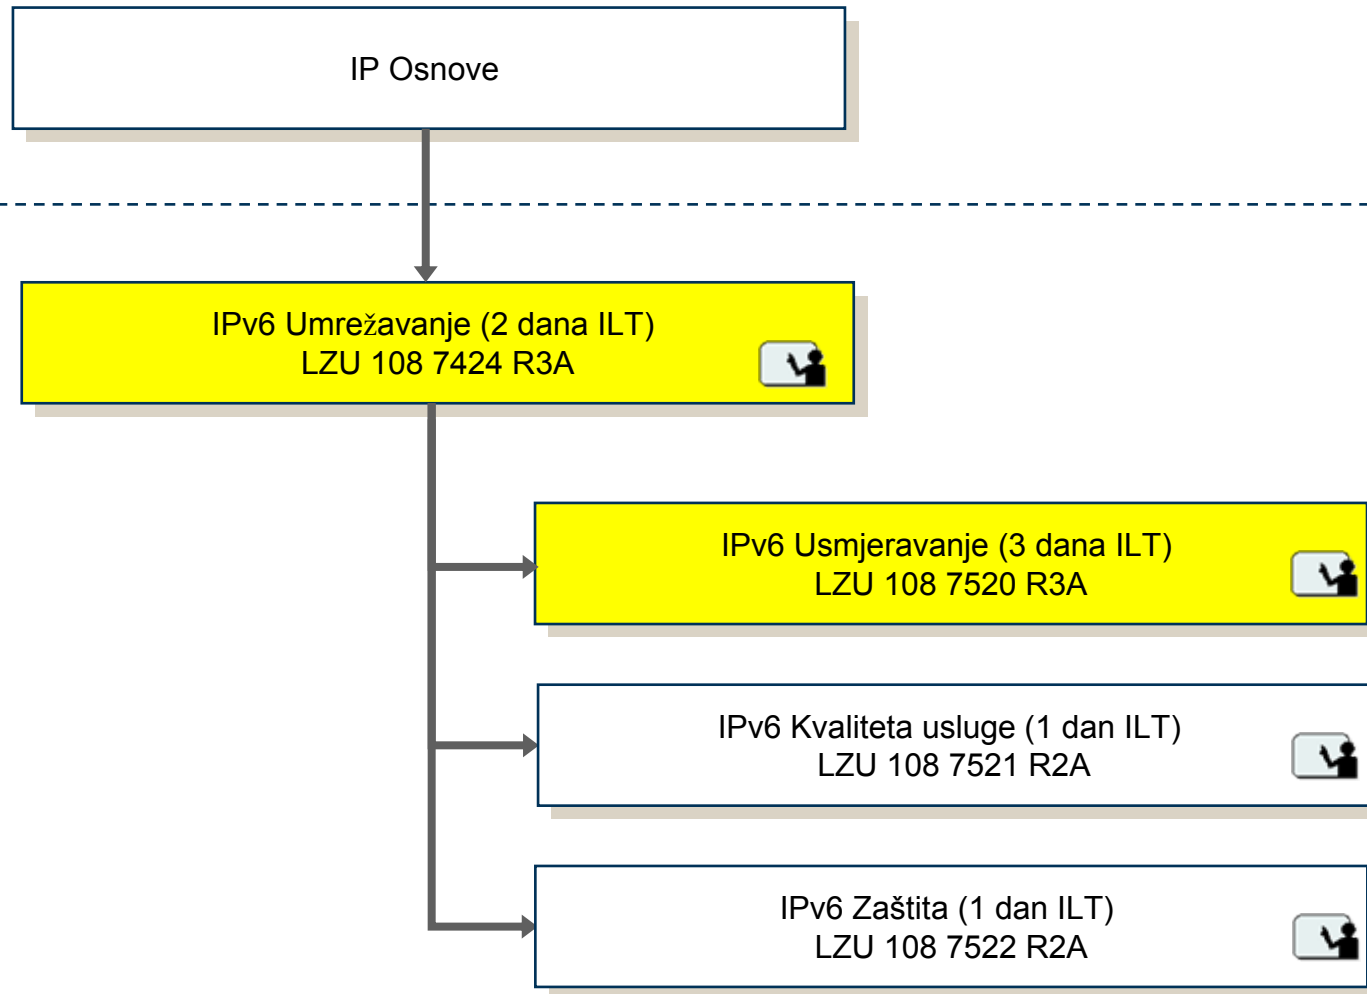 IP Osnove
IPv6 Umrežavanje (2 dana ILT)
LZU 108 7424 R3A
IPv6 Usmjeravanje (3 dana ILT)
LZU 108 7520 R3A
IPv6 Kvaliteta usluge (1 dan ILT)
LZU 108 7521 R2A
IPv6 Zaštita (1 dan ILT)
LZU 108 7522 R2A